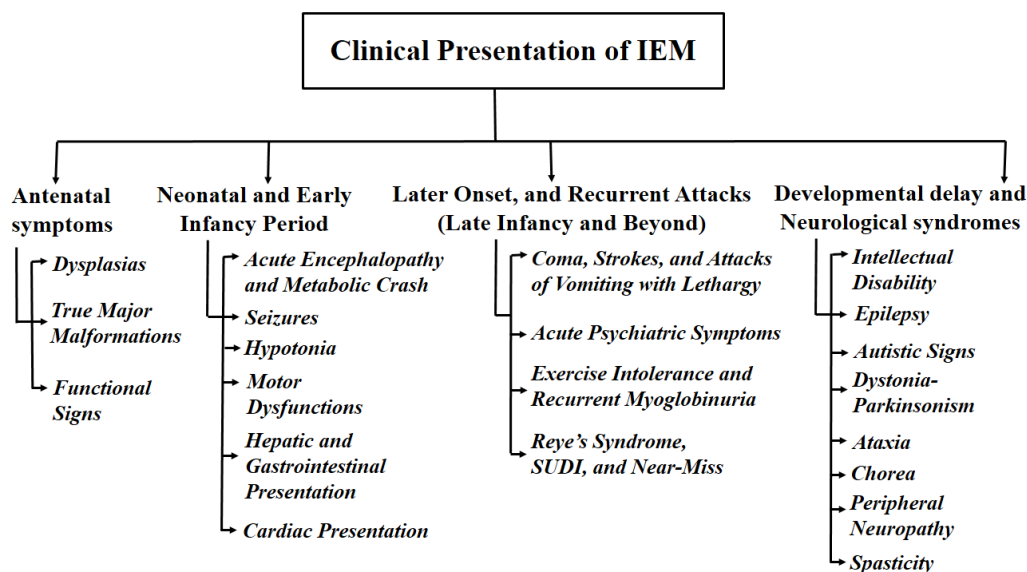 Clinical Presentation of IEM
Antenatal
symptoms
Dysplasias
True Major
Malformations
Functional
Signs
Neonatal and Early
Infancy Period
Acute Encephalopathy
and Metabolic Crash
Seizures
Hypotonia
Motor
Dysfunctions
Hepatic and
Gastrointestinal
Presentation
Cardiac Presentation
Later Onset, and Recurrent Attacks
(Late Infancy and Beyond)
Coma, Strokes, and Attacks
of Vomiting with Lethargy
Acute Psychiatric Symptoms
Exercise Intolerance and
Recurrent Myoglobinuria
Reye’s Syndrome,
SUDI, and Near-Miss
Developmental delay and
Neurological syndromes
Intellectual
Disability
Epilepsy
Autistic Signs
Dystonia-
Parkinsonism
Ataxia
Chorea
Peripheral
Neuropathy
Spasticity